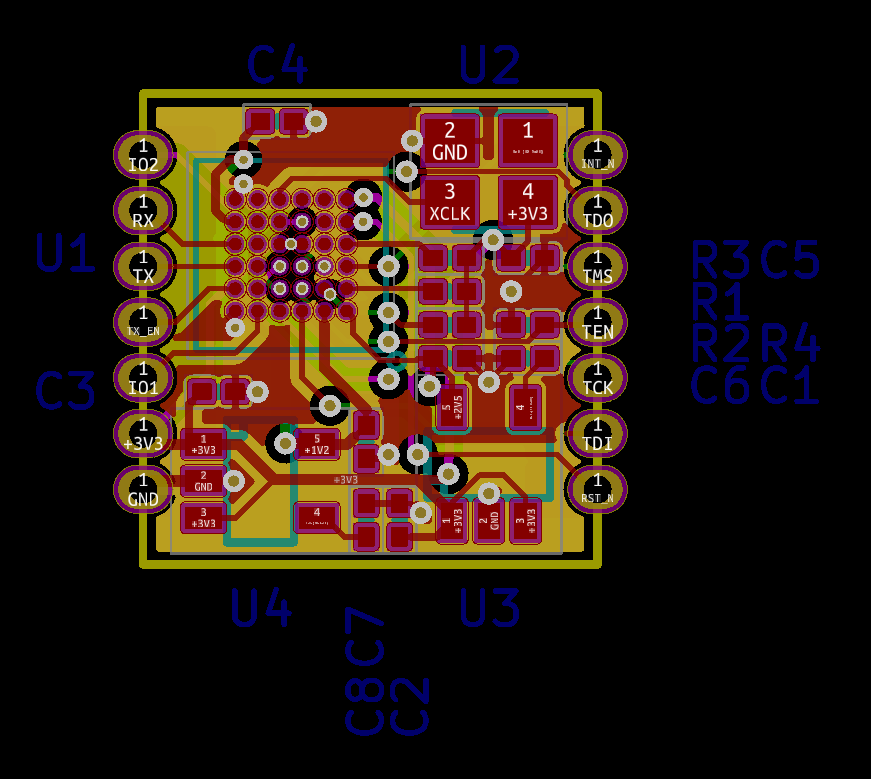 C4 U2
1
IO2
1
RX
1
TX
1
TX_EN
1
IO1
1
+3V3
1
GND
2
GND
1
3
XCLK
4
+3V3
1
INT_N
1
TDO
1
TMS
1
TEN
1
TCK
1
TDI
1
RST_N
U1
C3
R3 C5
R1
R2 R4
C6 C1
5
+2V5
4
1
+3V3
2
GND
3
+3V3
5
+1V2
4
+3V3
1
+3V3
2
GND
3
+3V3
U4
U3
C7
C8
C2